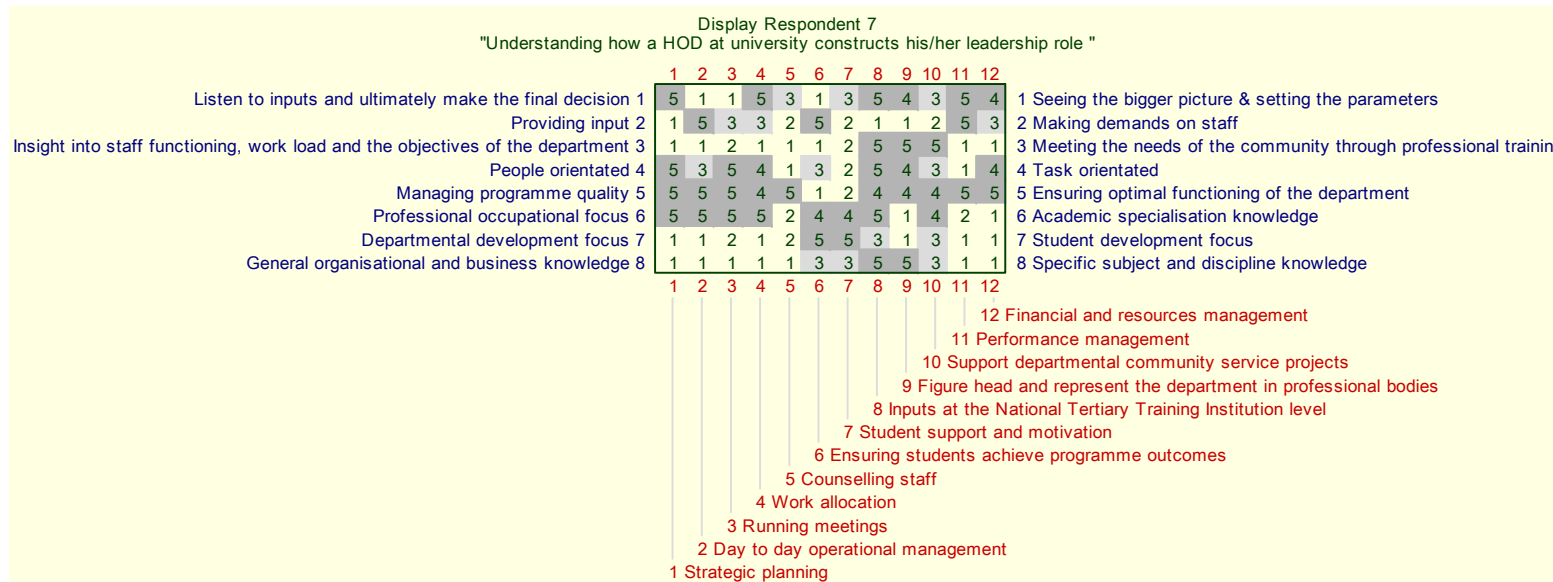 Display Respondent 7
"Understanding how a HOD at university constructs his/her leadership role "
1 2 3 4 5 6 7 8 9 10 11 12
Listen to inputs and ultimately make the final decision 1 5 1 1 5 3 1 3 5 4 3 5 4 1 Seeing the bigger picture & setting the parameters
Providing input 2 1 5 3 3 2 5 2 1 1 2 5 3 2 Making demands on staff
Insight into staff functioning, work load and the objectives of the department 3 1 1 2 1 1 1 2 5 5 5 1 1 3 Meeting the needs of the community through professional trainin
People orientated 4 5 3 5 4 1 3 2 5 4 3 1 4 4 Task orientated
Managing programme quality 5 5 5 5 4 5 1 2 4 4 4 5 5 5 Ensuring optimal functioning of the department
Professional occupational focus 6 5 5 5 5 2 4 4 5 1 4 2 1 6 Academic specialisation knowledge
Departmental development focus 7 1 1 2 1 2 5 5 3 1 3 1 1 7 Student development focus
General organisational and business knowledge 8 1 1 1 1 1 3 3 5 5 3 1 1 8 Specific subject and discipline knowledge
1 2 3 4 5 6 7 8 9 10 11 12
12 Financial and resources management
11 Performance management
10 Support departmental community service projects
9 Figure head and represent the department in professional bodies
8 Inputs at the National Tertiary Training Institution level
7 Student support and motivation
6 Ensuring students achieve programme outcomes
5 Counselling staff
4 Work allocation
3 Running meetings
2 Day to day operational management
1 Strategic planning